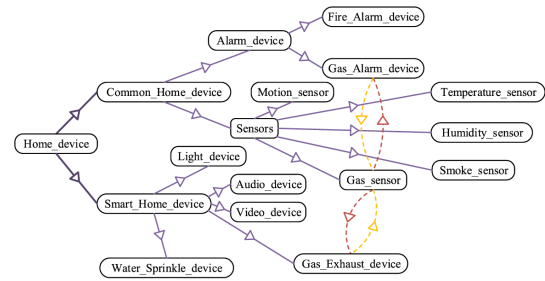 Fire_Alarm_device
Alarm_device
Gas_Alarm_device
Common_Home_device
Motion_sensor
Temperature_sensor
Sensors
Humidity_sensor
Home_device
Light_device
Smoke_sensor
Audio_device
Gas_sensor
Smart_Home_device
Video_device
Water_Sprinkle_device
Gas_Exhaust_device